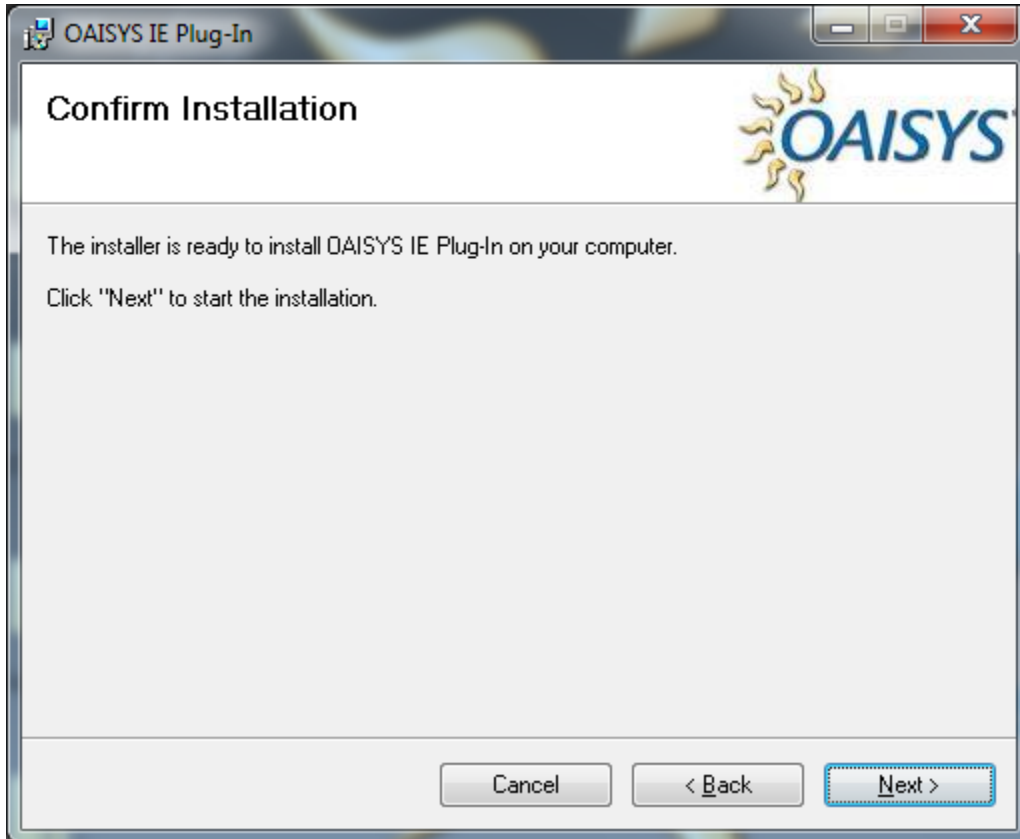 OAISYS IE Plug-In
Confirm Installation
OAISYS
The installer is ready to install OAISYS IE Plug-In on your computer.
Click "Next" to start the installation.
Cancel
< Back
Next >